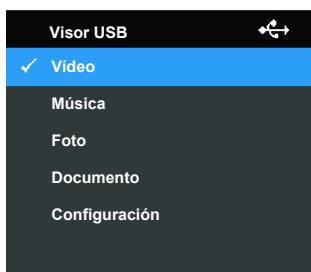 Visor USB
Vídeo
Música
Foto
Documento
Configuración